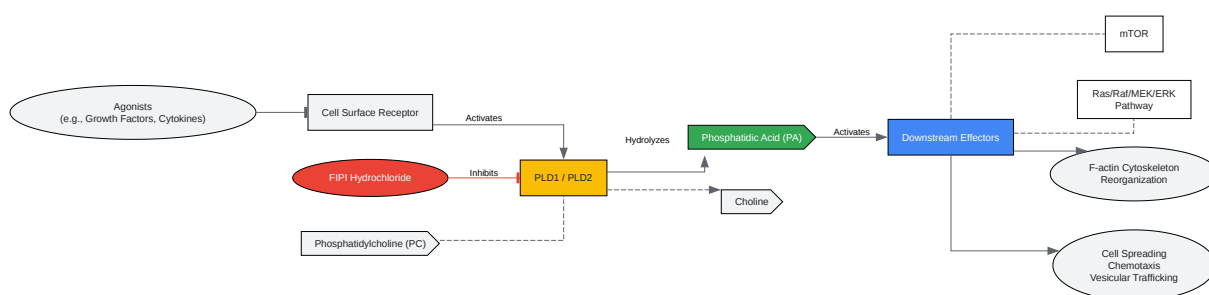 mTOR
Ras/Raf/MEK/ERK
Pathway
Agonists
(e.g., Growth Factors, Cytokines)
Cell Surface Receptor
Activates
Hydrolyzes
Phosphatidic Acid (PA)
Activates
Downstream Effectors
F-actin Cytoskeleton
Reorganization
FIPI Hydrochloride
Inhibits
PLD1 / PLD2
Choline
Phosphatidylcholine (PC)
Cell Spreading
Chemotaxis
Vesicular Trafficking